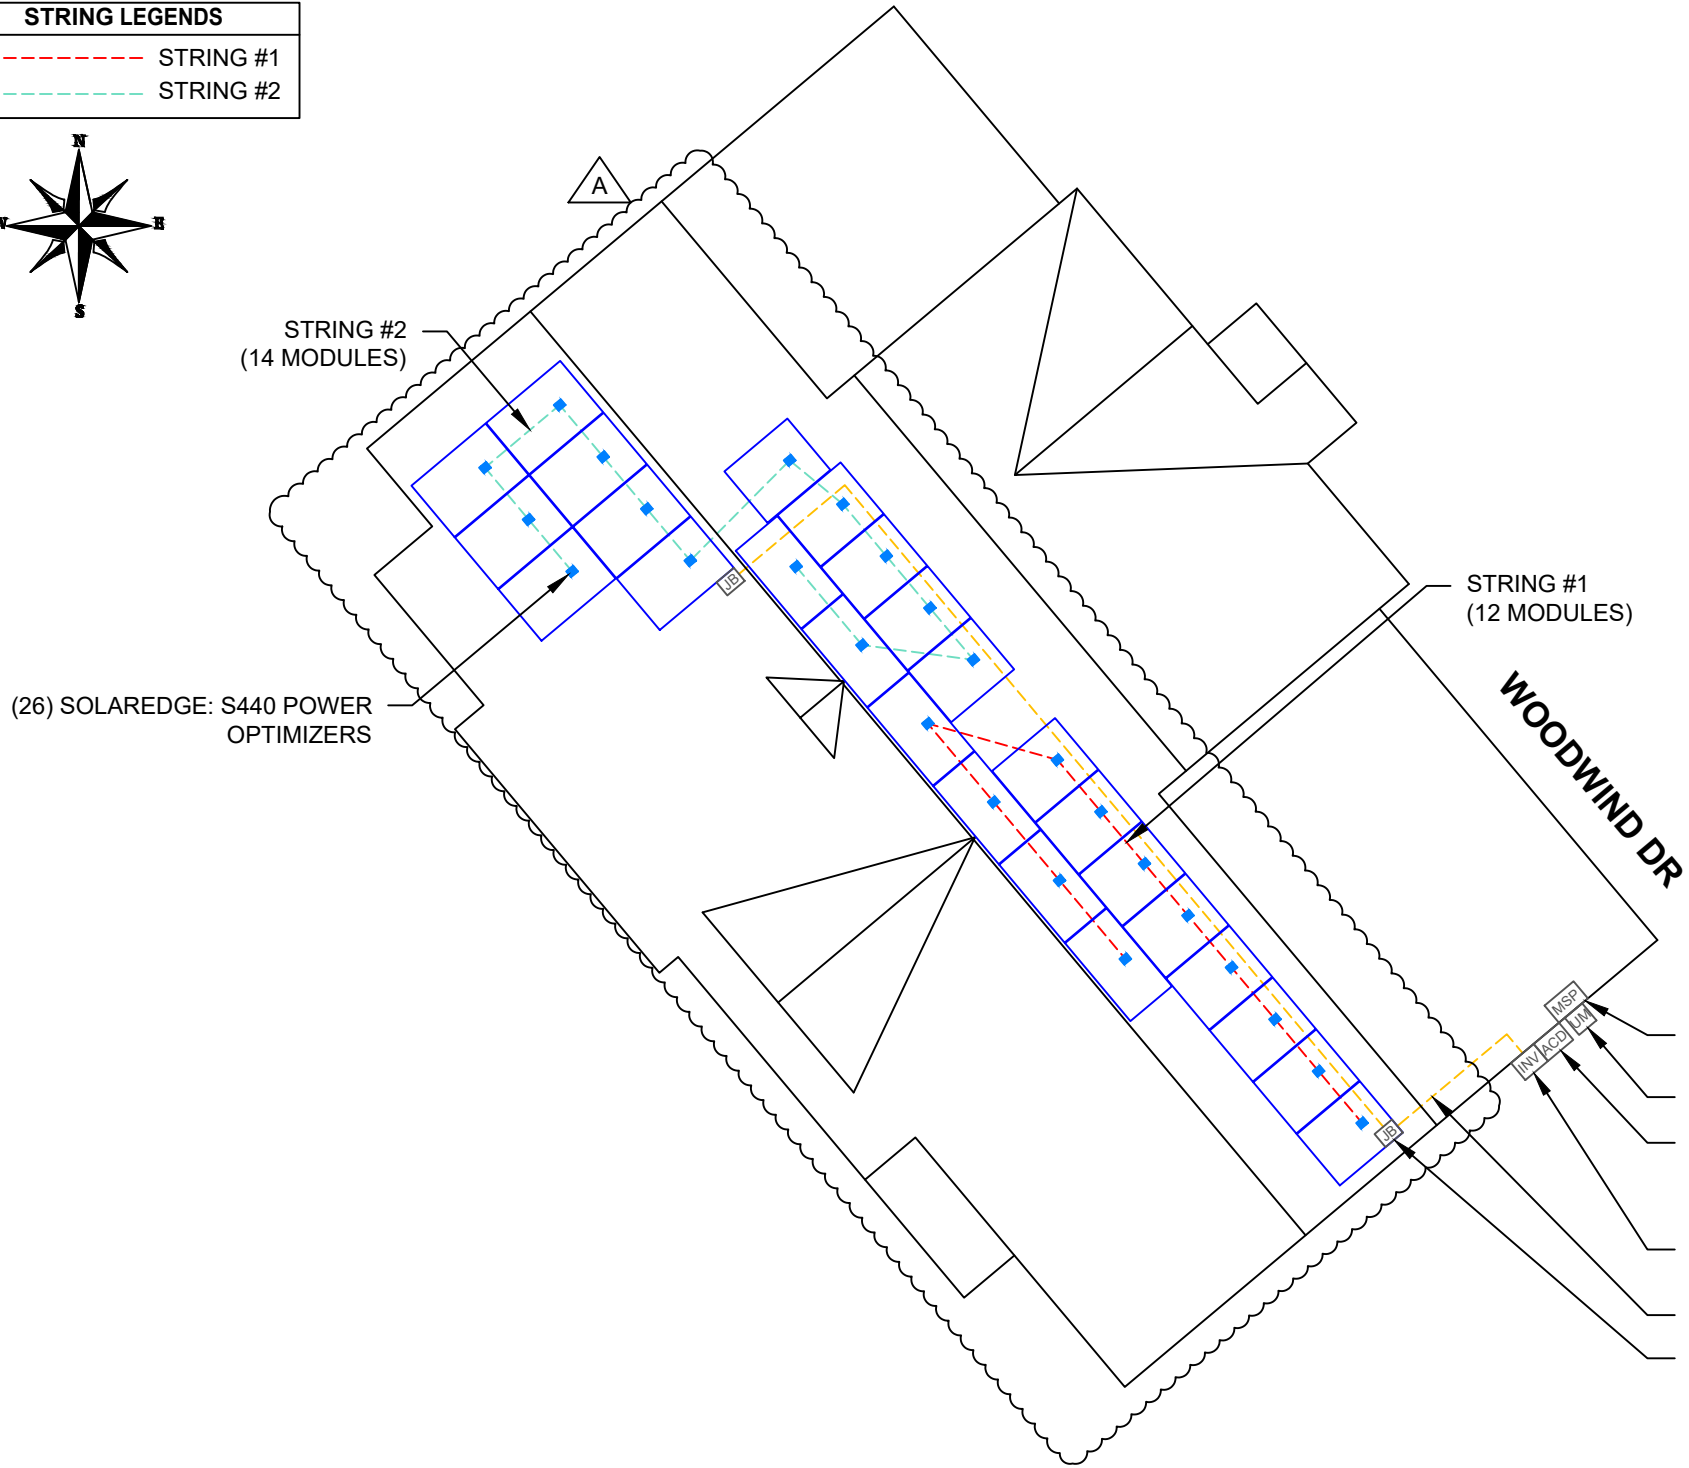 STRING LEGENDS
STRING #1
STRING #2
N
E
S
A
STRING #2
(14 MODULES)
JB
STRING #1
(12 MODULES)
(26) SOLAREDGE: S440 POWER
OPTIMIZERS
WOODWIND DR
MSP
UM
ACD
INV
JB